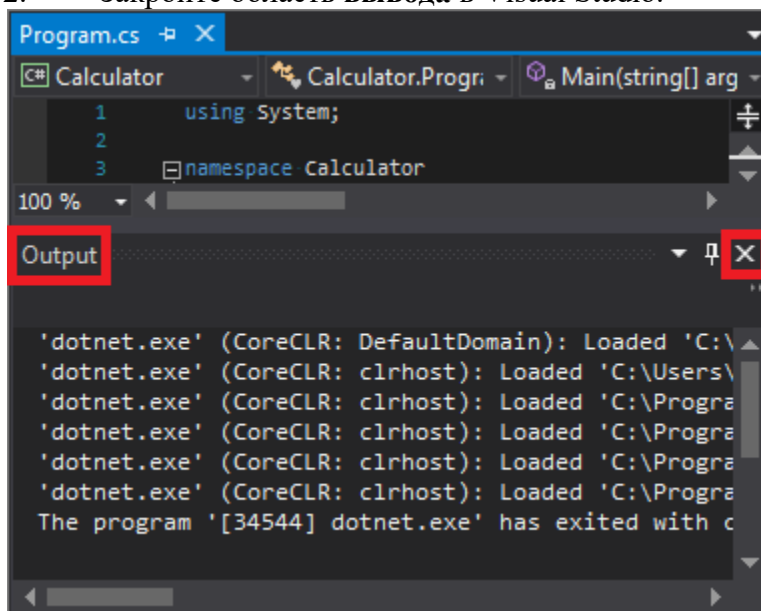 2. Закройте область вывода в Visual Studio.
Program.cs
C# Calculator Calculator.Progra Main(string[] arg
1 using System;
2
3 namespace Calculator
100 %
Output
'dotnet.exe' (CoreCLR: DefaultDomain): Loaded 'C:\
'dotnet.exe' (CoreCLR: clrhost): Loaded 'C:\Users\
'dotnet.exe' (CoreCLR: clrhost): Loaded 'C:\Progra
'dotnet.exe' (CoreCLR: clrhost): Loaded 'C:\Progra
'dotnet.exe' (CoreCLR: clrhost): Loaded 'C:\Progra
'dotnet.exe' (CoreCLR: clrhost): Loaded 'C:\Progra
The program '[34544] dotnet.exe' has exited with c